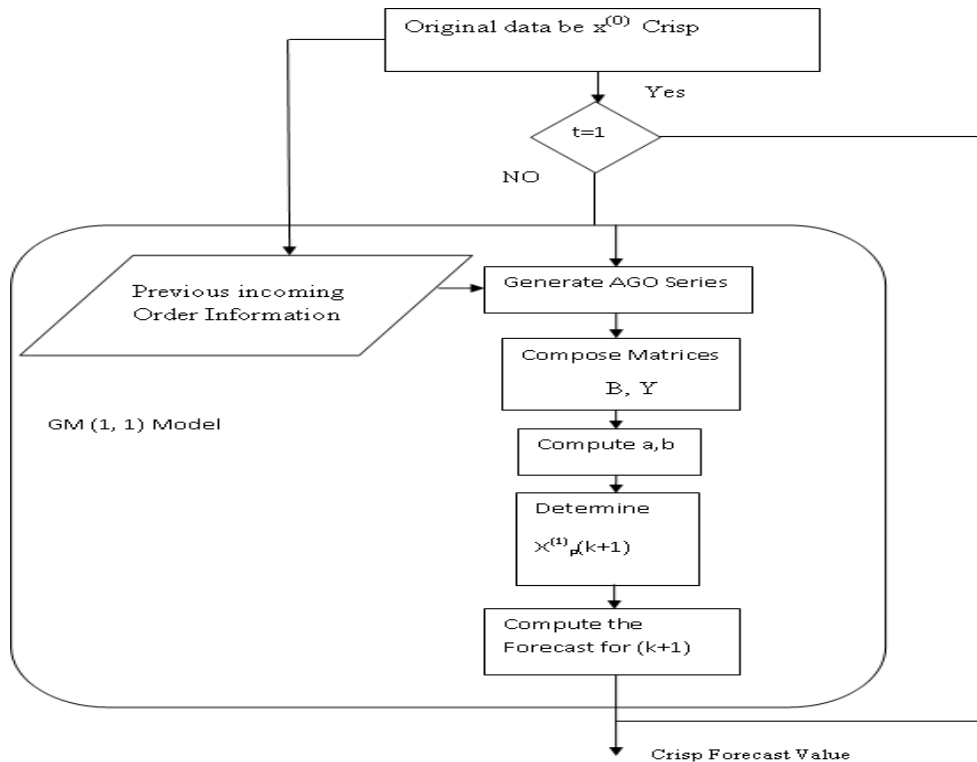 Original data be x⁽⁰⁾ Crisp
Yes
t=1
NO
Previous incoming
Order Information
Generate AGO Series
Compose Matrices
B, Y
GM (1, 1) Model
Compute a,b
Determine
X⁽¹⁾ₚ(k+1)
Compute the
Forecast for (k+1)
Crisp Forecast Value